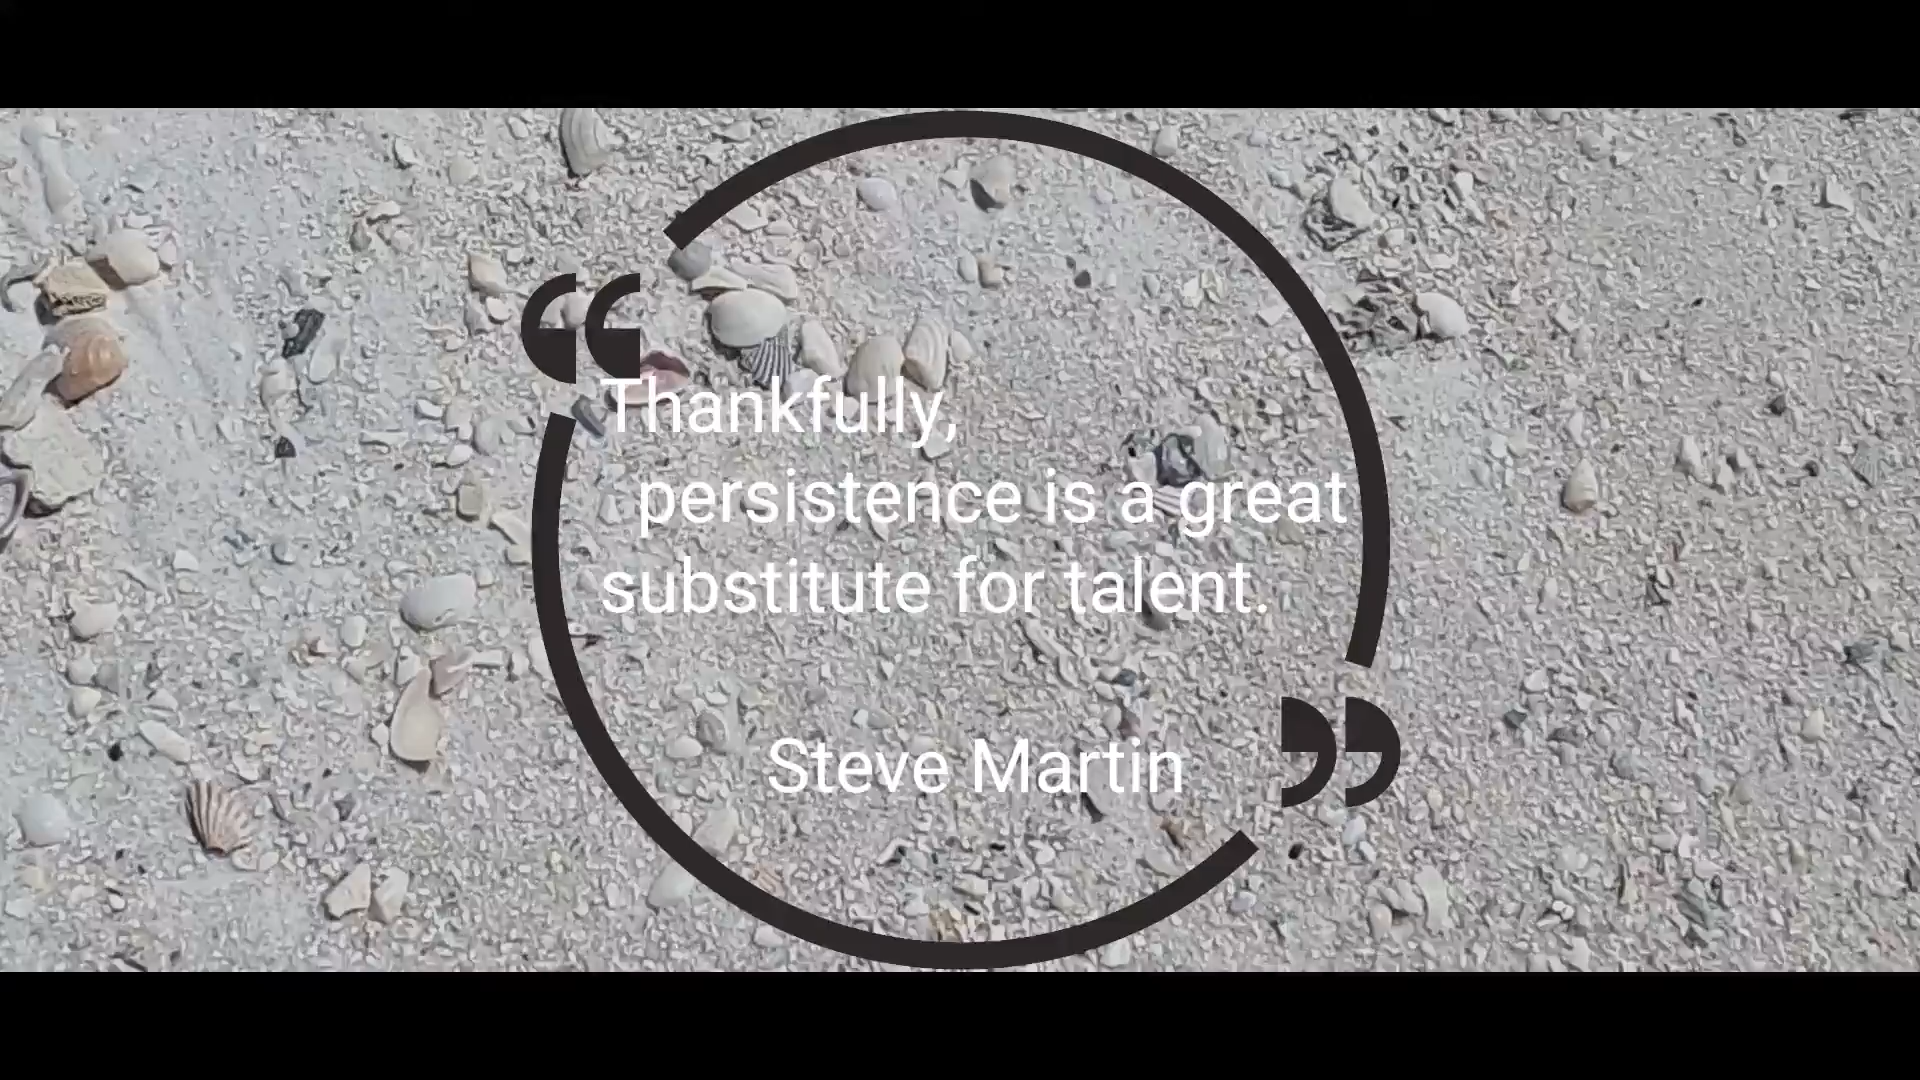 Thankfully,
persistence is a great
substitute for talent.
Steve Martin